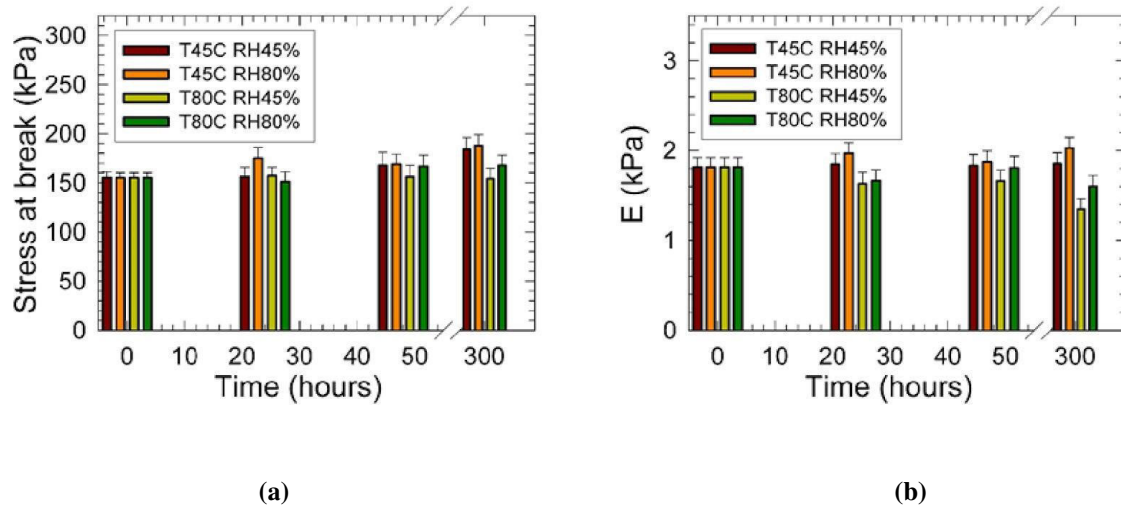 Stress at break (kPa)
300
250
200
150
100
50
0
T45C RH45%
T45C RH80%
T80C RH45%
T80C RH80%
0 10 20 30 40 50 300
Time (hours)
(a)
E (kPa)
3
2
1
0
T45C RH45%
T45C RH80%
T80C RH45%
T80C RH80%
0 10 20 30 40 50 300
Time (hours)
(b)